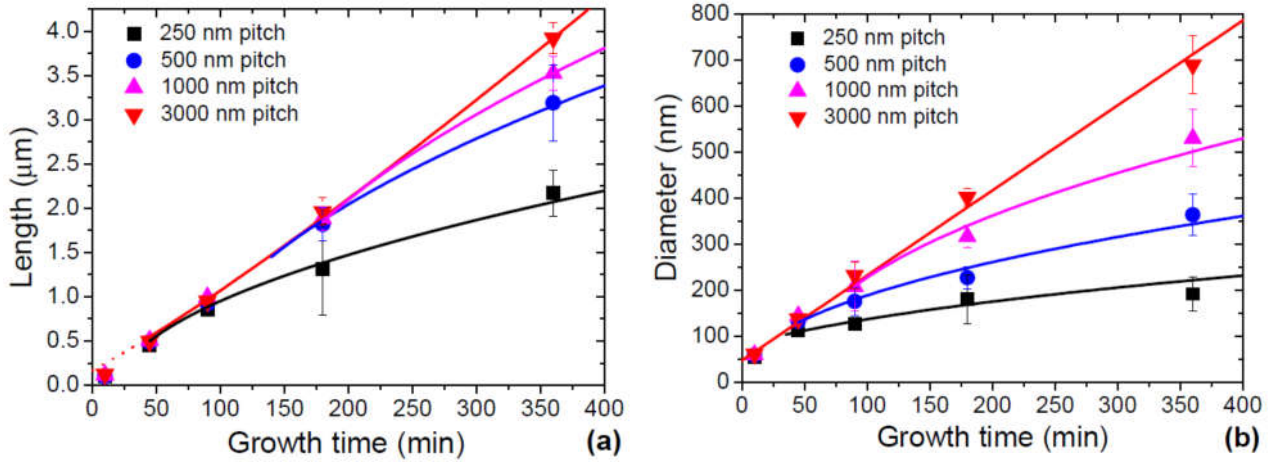 4.0
3.5
3.0
2.5
2.0
1.5
1.0
0.5
0.0
Length (μm)
250 nm pitch
500 nm pitch
1000 nm pitch
3000 nm pitch
0 50 100 150 200 250 300 350 400
Growth time (min)
(a)
800
700
600
500
400
300
200
100
0
Diameter (nm)
250 nm pitch
500 nm pitch
1000 nm pitch
3000 nm pitch
0 50 100 150 200 250 300 350 400
Growth time (min)
(b)